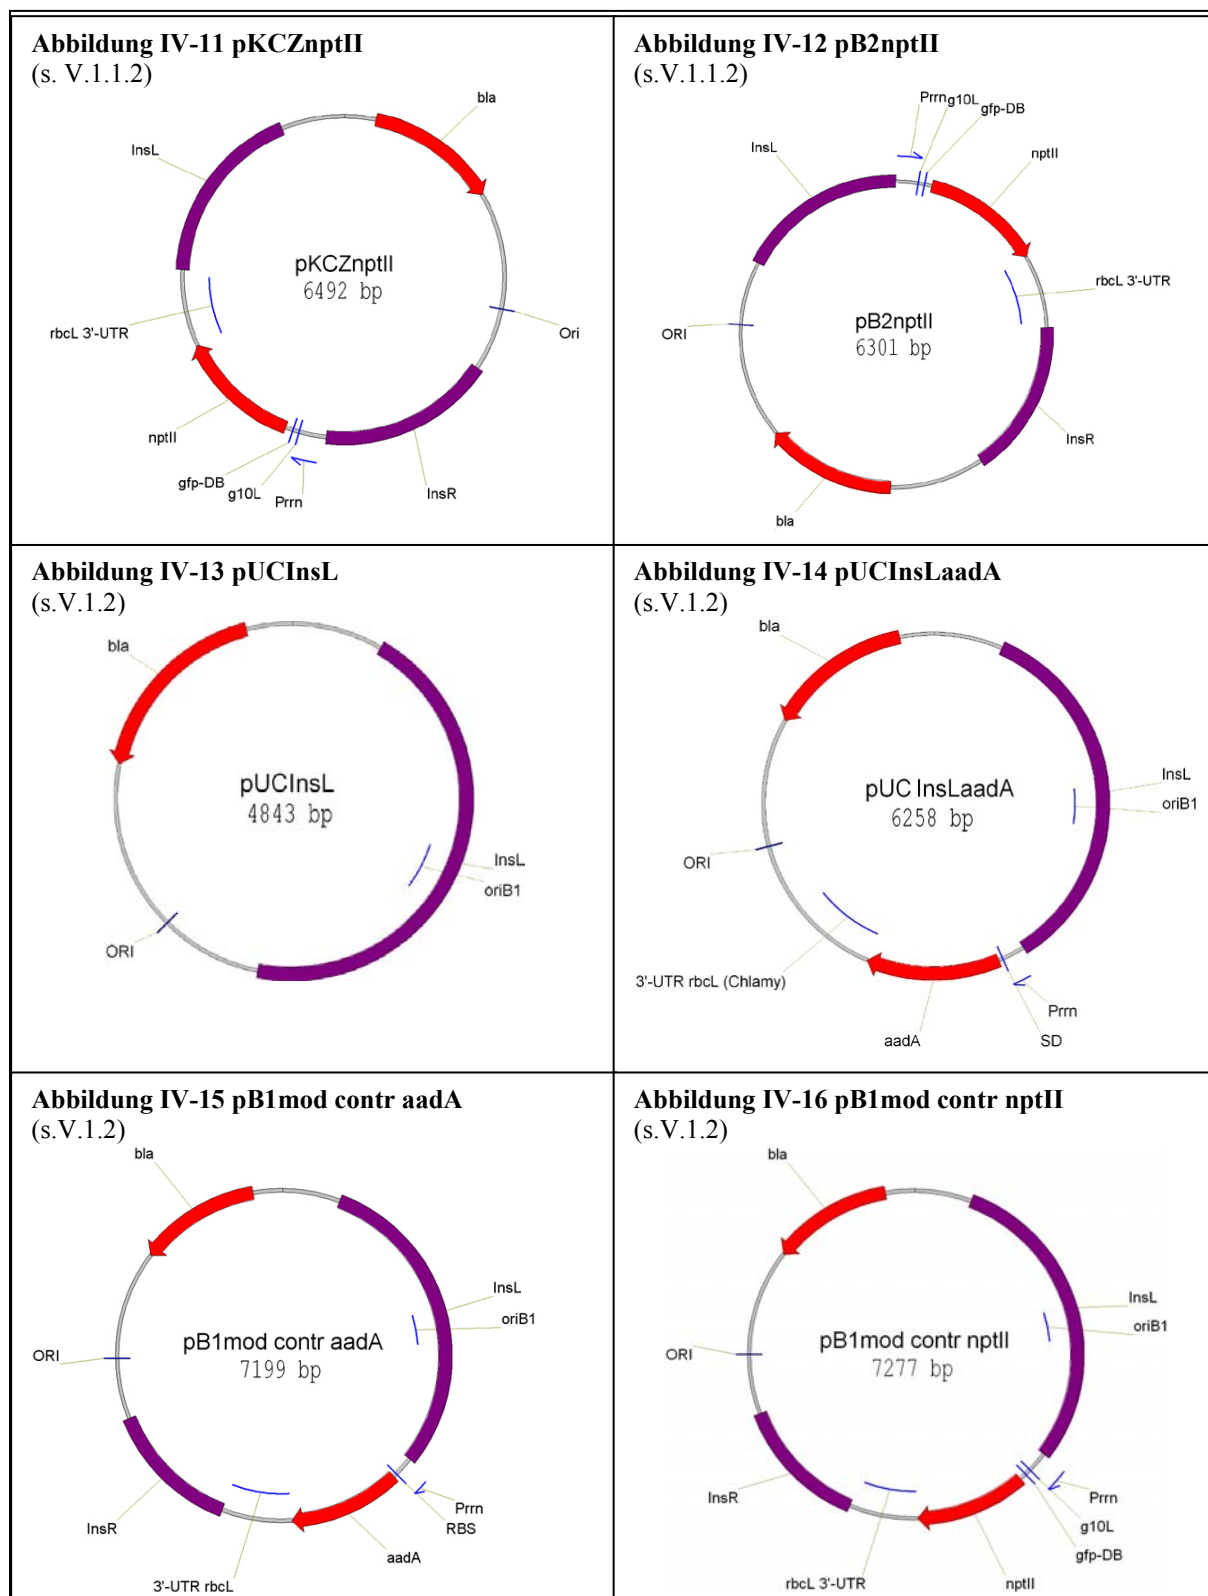 Abbildung IV-11 pKCZnptII
(s. V.1.1.2)
bla
InsL
pKCZnptII
6492 bp
rbcL 3'-UTR
Ori
nptII
gfp-DB
g10L
Prrn
InsR
Abbildung IV-12 pB2nptII
(s.V.1.1.2)
Prrn
g10L
gfp-DB
InsL
nptII
rbcL 3'-UTR
ORI
pB2nptII
6301 bp
InsR
bla
Abbildung IV-13 pUCInsL
(s.V.1.2)
bla
pUCInsL
4843 bp
InsL
oriB1
ORI
Abbildung IV-14 pUCInsLaadA
(s.V.1.2)
bla
InsL
pUC InsLaadA
oriB1
6258 bp
ORI
3'-UTR rbcL (Chlamy)
Prrn
aadA
SD
Abbildung IV-15 pB1mod contr aadA
(s.V.1.2)
bla
InsL
oriB1
pB1mod contr aadA
ORI
7199 bp
Prrn
RBS
InsR
aadA
3'-UTR rbcL
Abbildung IV-16 pB1mod contr nptII
(s.V.1.2)
bla
InsL
oriB1
pB1mod contr nptII
ORI
7277 bp
InsR
Prrn
g10L
gfp-DB
rbcL 3'-UTR
nptII